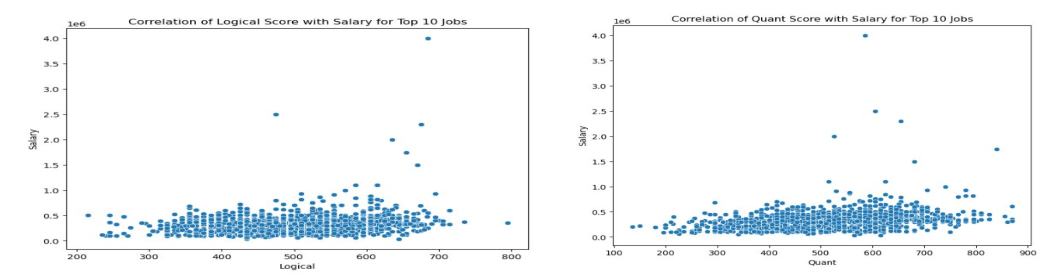 Correlation of Logical Score with Salary for Top 10 Jobs
1e6
4.0
3.5
3.0
2.5
2.0
1.5
1.0
0.5
0.0
Salary
200 300 400 500 600 700 800
Logical
Correlation of Quant Score with Salary for Top 10 Jobs
1e6
4.0
3.5
3.0
2.5
2.0
1.5
1.0
0.5
0.0
Salary
100 200 300 400 500 600 700 800 900
Quant